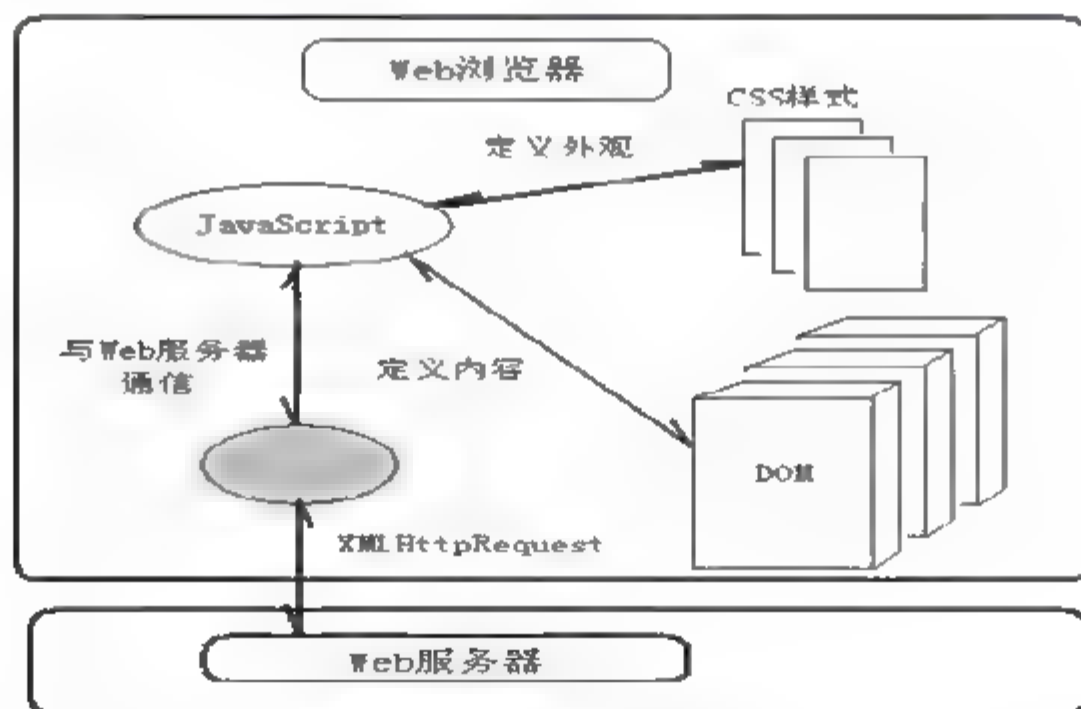 Web浏览器
CSS样式
定义外观
JavaScript
与Web服务器
通信
定义内容
DOM
XMLHttpRequest
Web服务器